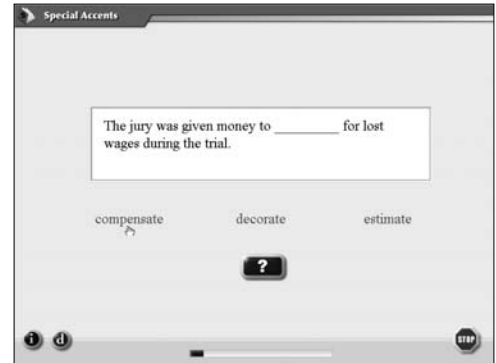 Special Accents
The jury was given money to _________ for lost
wages during the trial.
compensate decorate estimate
?
i d STOP